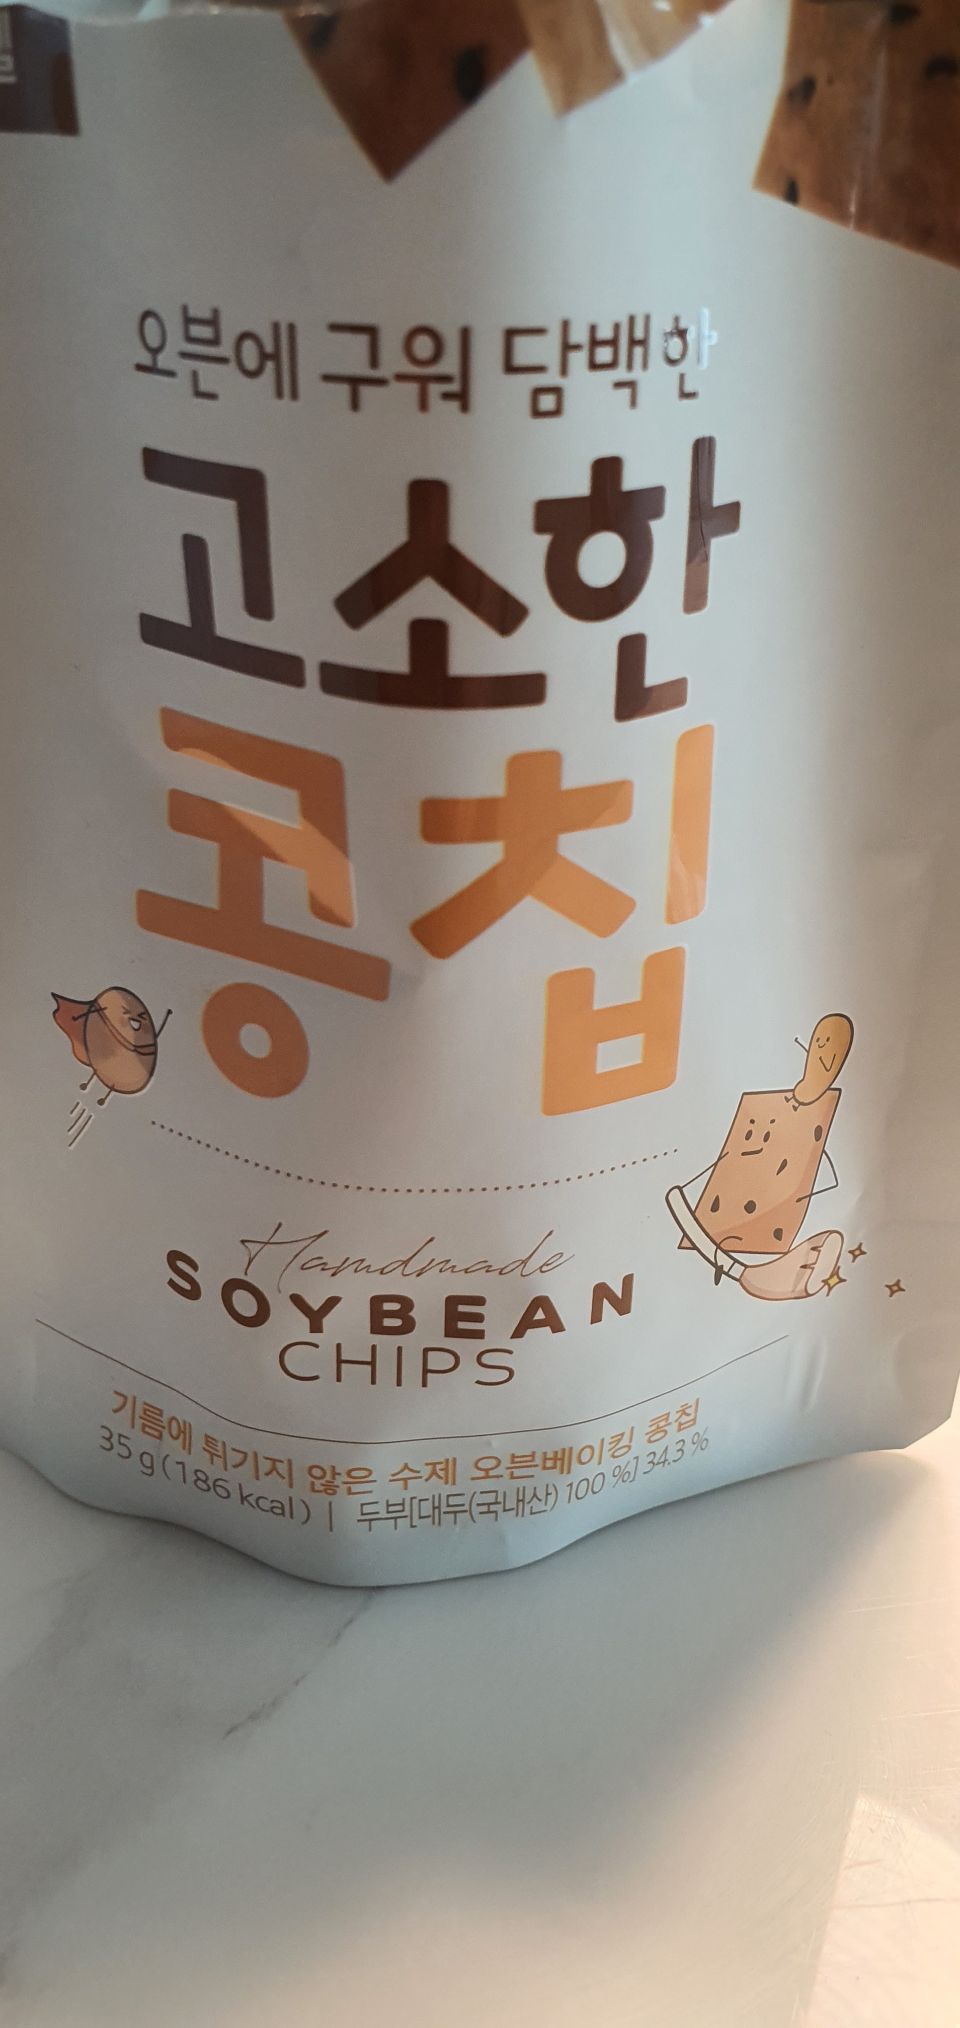 오븐에 구워 담백한
고소한
콩칩
Handmade
SOYBEAN
CHIPS
기름에 튀기지 않은 수제 오븐베이킹 콩칩
35 g (186 kcal) | 두부[대두(국내산) 100 %] 34.3 %